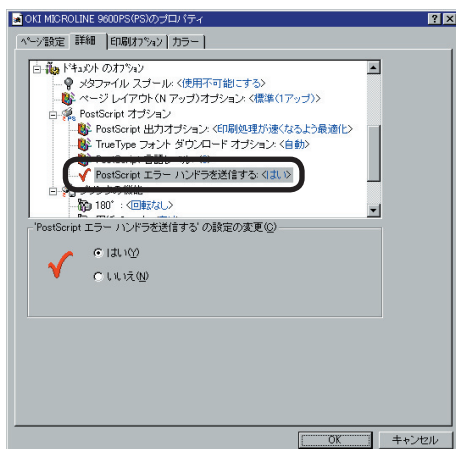 OKI MICROLINE 9600PS(PS)のプロパティ
ページ設定 詳細 印刷オプション カラー
ドキュメント のオプション
メタファイル スプール: <使用不可能にする>
ページ レイアウト(N アップ)オプション: <標準(1アップ)>
PostScript オプション
PostScript 出力オプション: <印刷処理が速くなるよう最適化>
TrueType フォント ダウンロード オプション: <自動>
PostScript エラー ハンドラを送信する: <はい>
プリンタの機能
180° : <回転なし>
'PostScript エラー ハンドラを送信する' の設定の変更(C)
はい(Y)
いいえ(N)
OK キャンセル